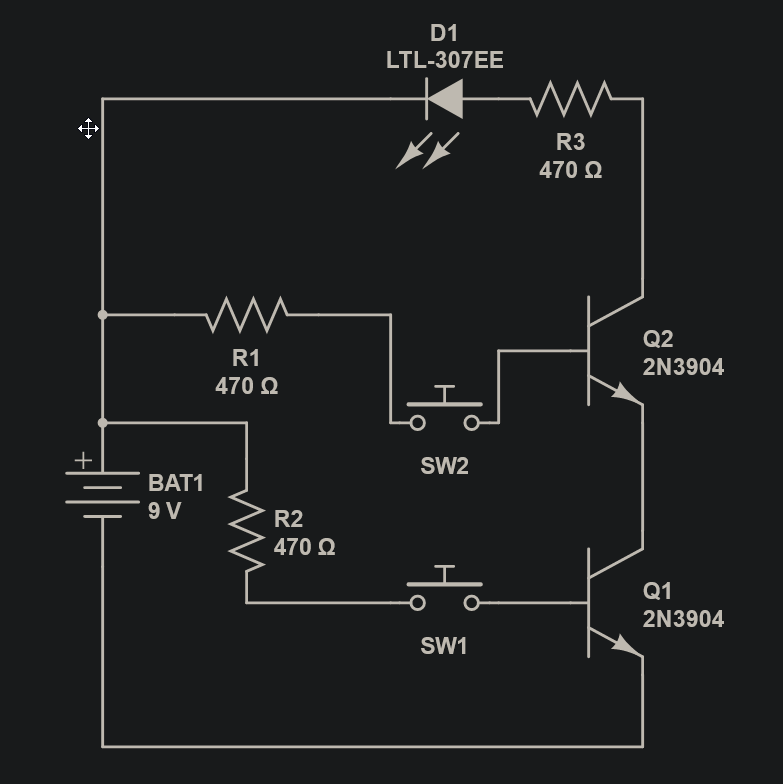 D1
LTL-307EE
R3
470 Ω
R1
470 Ω
Q2
2N3904
SW2
+
BAT1
9 V
R2
470 Ω
Q1
2N3904
SW1